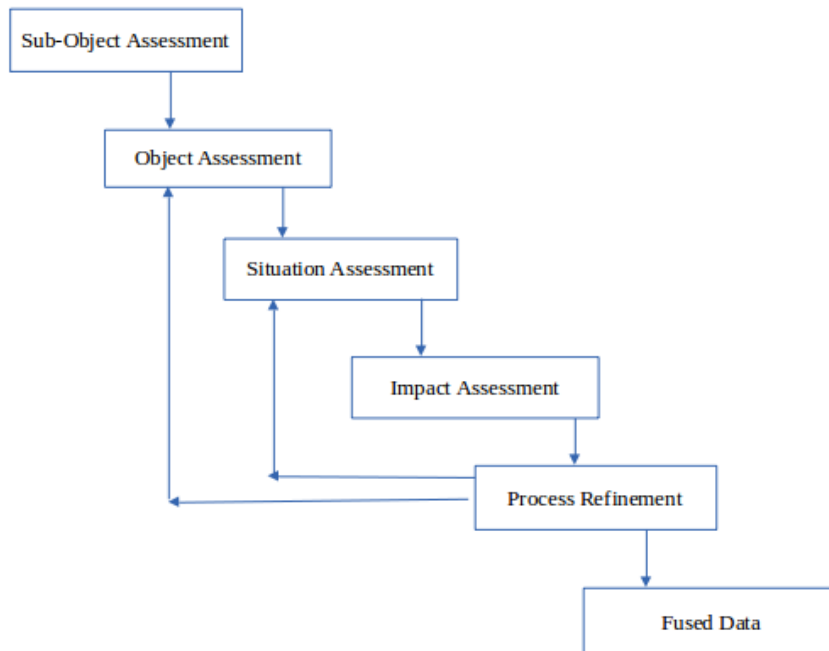 Sub-Object Assessment
Object Assessment
Situation Assessment
Impact Assessment
Process Refinement
Fused Data